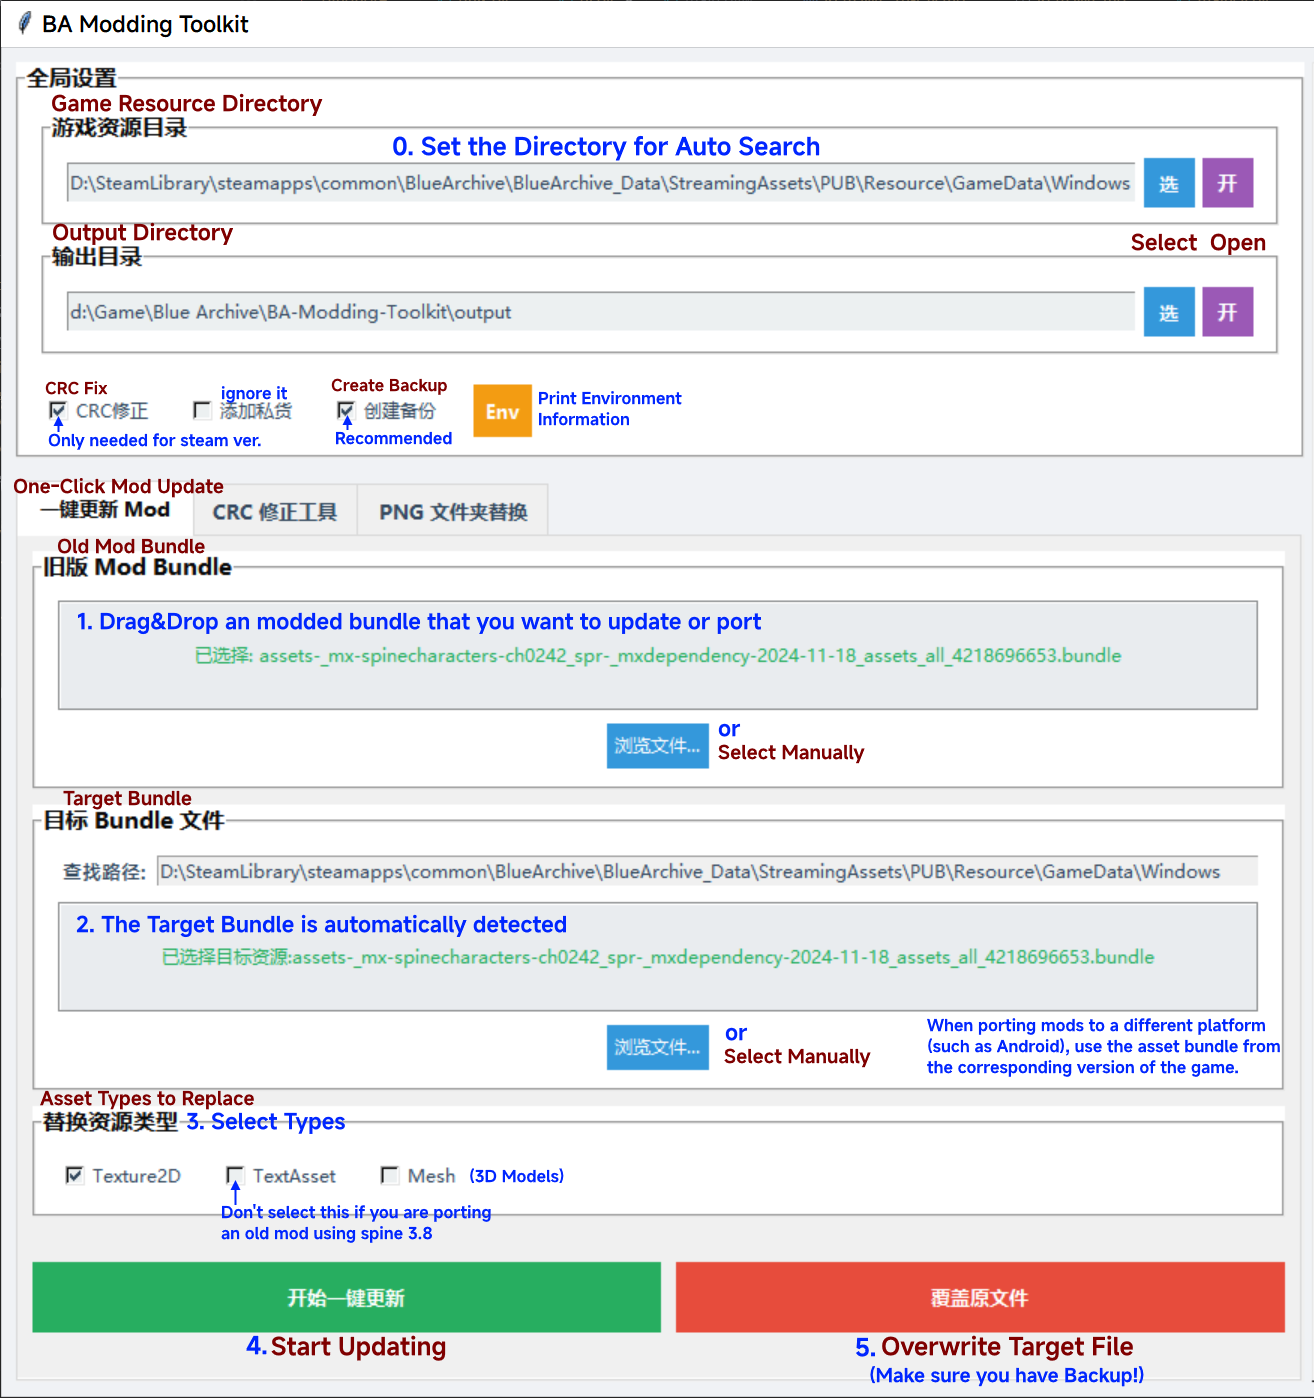 BA Modding Toolkit
全局设置
Game Resource Directory
游戏资源目录
0. Set the Directory for Auto Search
D:\SteamLibrary\steamapps\common\BlueArchive\BlueArchive_Data\StreamingAssets\PUB\Resource\GameData\Windows
选 开
Output Directory
输出目录
Select Open
d:\Game\Blue Archive\BA-Modding-Toolkit\output
选 开
CRC Fix
ignore it
Create Backup
CRC修正
添加私货
创建备份
Env
Print Environment
Information
Only needed for steam ver.
Recommended
One-Click Mod Update
一键更新 Mod
CRC 修正工具
PNG 文件夹替换
Old Mod Bundle
旧版 Mod Bundle
1. Drag&Drop an modded bundle that you want to update or port
已选择: assets-_mx-spinecharacters-ch0242_spr-_mxdependency-2024-11-18_assets_all_4218696653.bundle
浏览文件...
or
Select Manually
Target Bundle
目标 Bundle 文件
查找路径: D:\SteamLibrary\steamapps\common\BlueArchive\BlueArchive_Data\StreamingAssets\PUB\Resource\GameData\Windows
2. The Target Bundle is automatically detected
已选择目标资源:assets-_mx-spinecharacters-ch0242_spr-_mxdependency-2024-11-18_assets_all_4218696653.bundle
浏览文件...
or
Select Manually
When porting mods to a different platform
(such as Android), use the asset bundle from
the corresponding version of the game.
Asset Types to Replace
替换资源类型 3. Select Types
Texture2D
TextAsset
Mesh (3D Models)
Don't select this if you are porting
an old mod using spine 3.8
开始一键更新
覆盖原文件
4. Start Updating
5. Overwrite Target File
(Make sure you have Backup!)